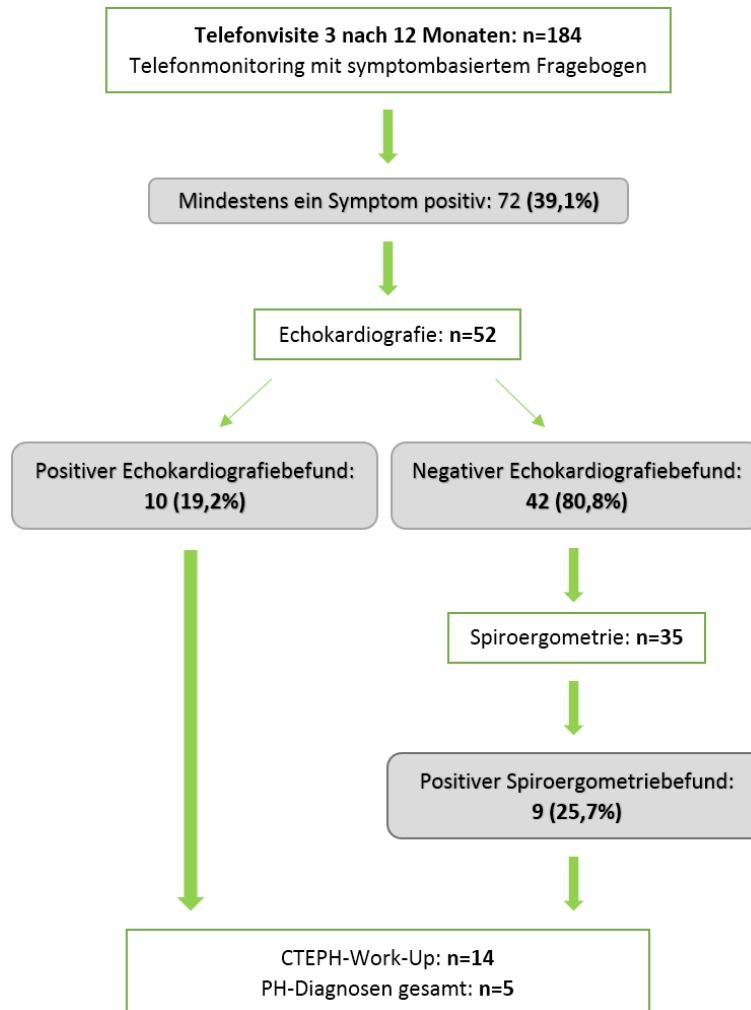 Telefonvisite 3 nach 12 Monaten: n=184
Telefonmonitoring mit symptombasiertem Fragebogen
Mindestens ein Symptom positiv: 72 (39,1%)
Echokardiografie: n=52
Positiver Echokardiografiebefund:
10 (19,2%)
Negativer Echokardiografiebefund:
42 (80,8%)
Spiroergometrie: n=35
Positiver Spiroergometriebefund:
9 (25,7%)
CTEPH-Work-Up: n=14
PH-Diagnosen gesamt: n=5